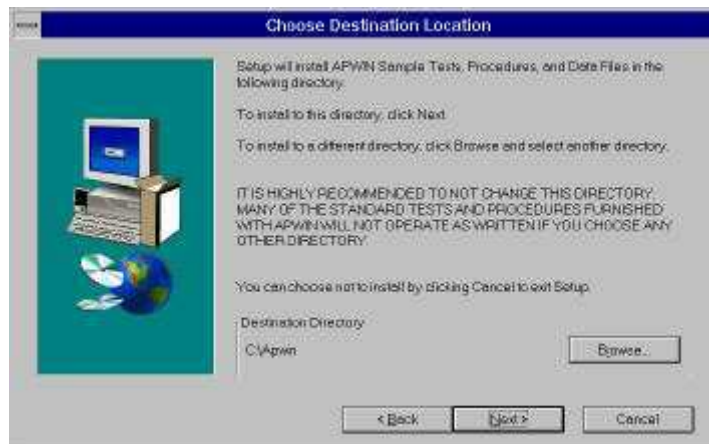 Choose Destination Location
Setup will install APWIN Sample Tests, Procedures, and Data Files in the
following directory.
To install to this directory, click Next.
To install to a different directory, click Browse and select another directory.
IT IS HIGHLY RECOMMENDED TO NOT CHANGE THIS DIRECTORY.
MANY OF THE STANDARD TESTS AND PROCEDURES FURNISHED
WITH APWIN WILL NOT OPERATE AS WRITTEN IF YOU CHOOSE ANY
OTHER DIRECTORY.
You can choose not to install by clicking Cancel to exit Setup.
Destination Directory
C:\Apwin
Browse...
< Back
Next >
Cancel